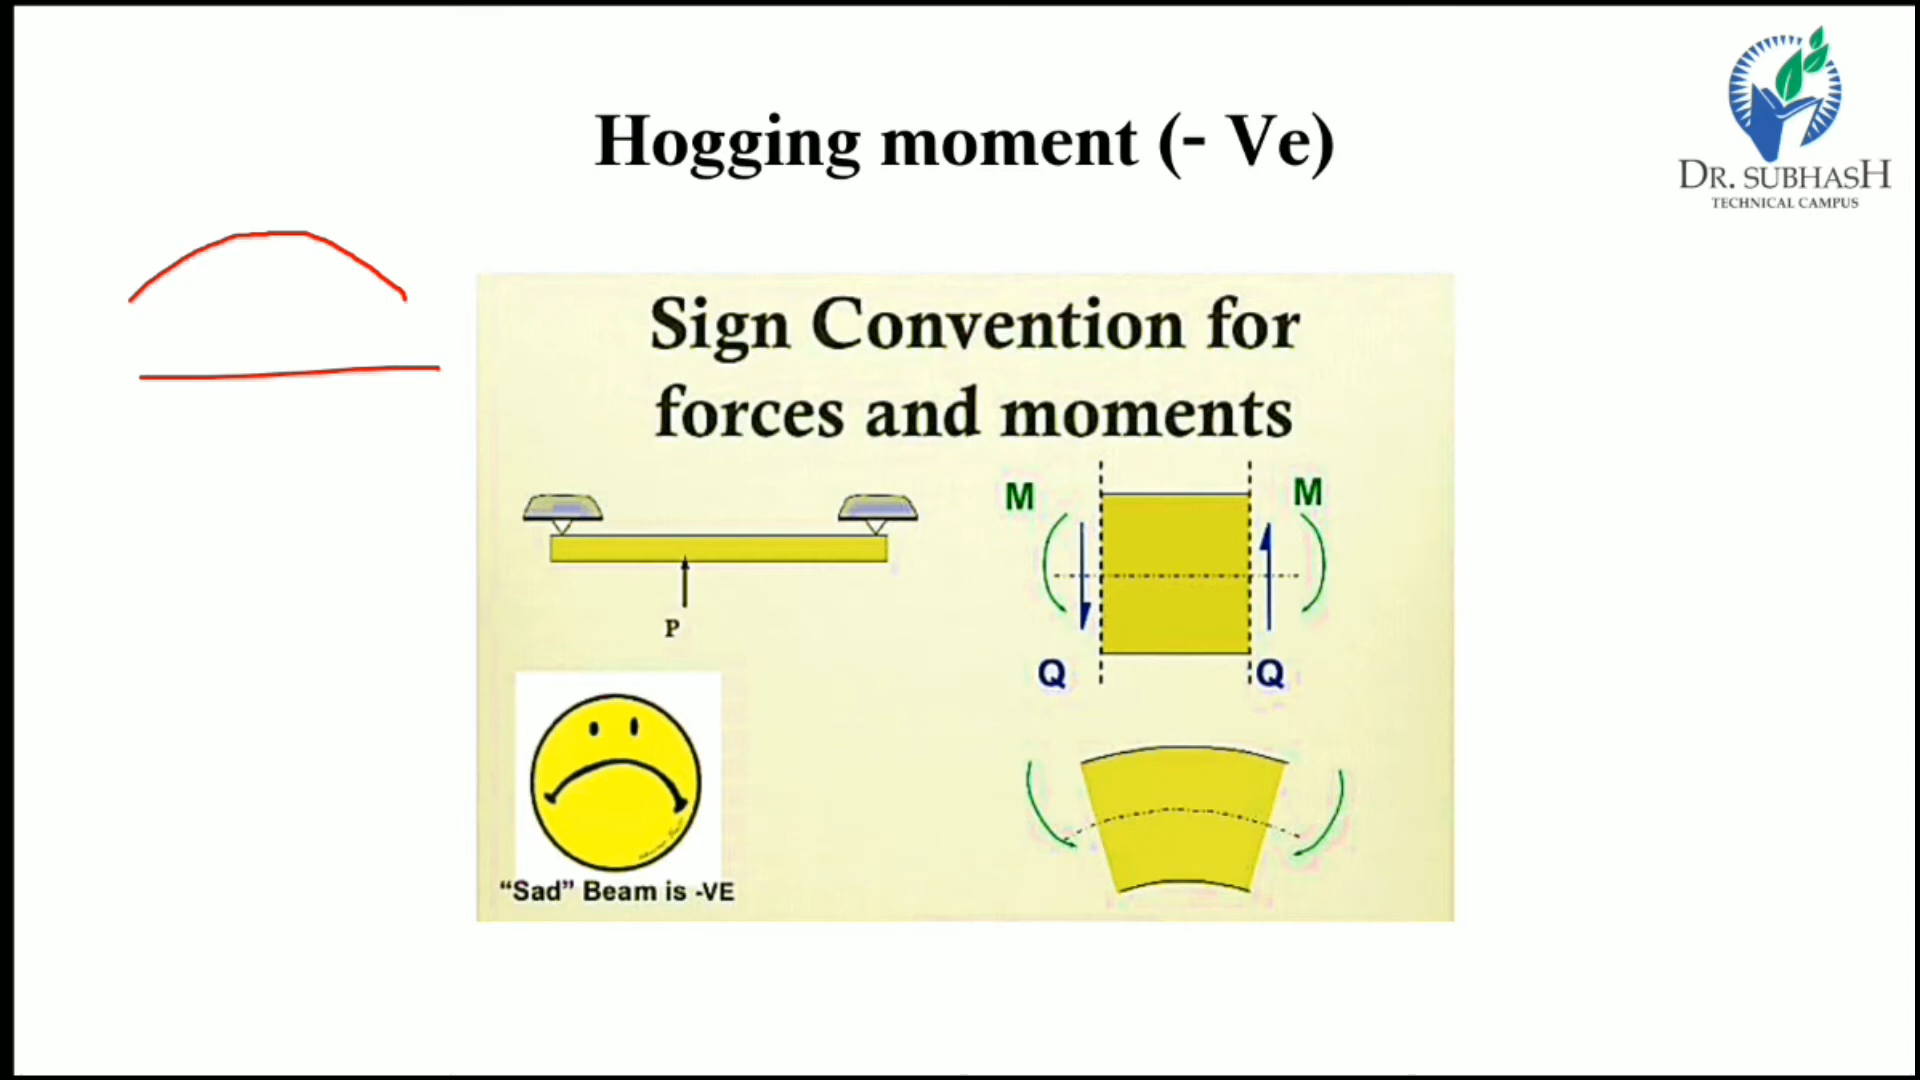 Hogging moment (- Ve)
DR. SUBHASH
TECHNICAL CAMPUS
Sign Convention for
forces and moments
M
M
P
Q
Q
“Sad” Beam is -VE